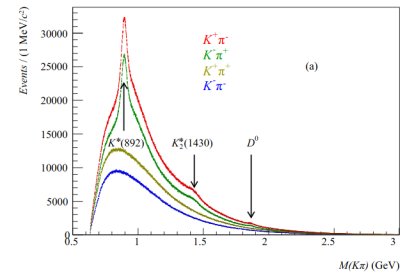 Events / (1 MeV/c²)
30000
25000
20000
15000
10000
5000
0
K⁺π⁻
K⁻π⁺
K⁺π⁺
K⁻π⁻
(a)
K*(892)
K₂*(1430)
D⁰
0.5 1 1.5 2 2.5 3
M(Kπ) (GeV)